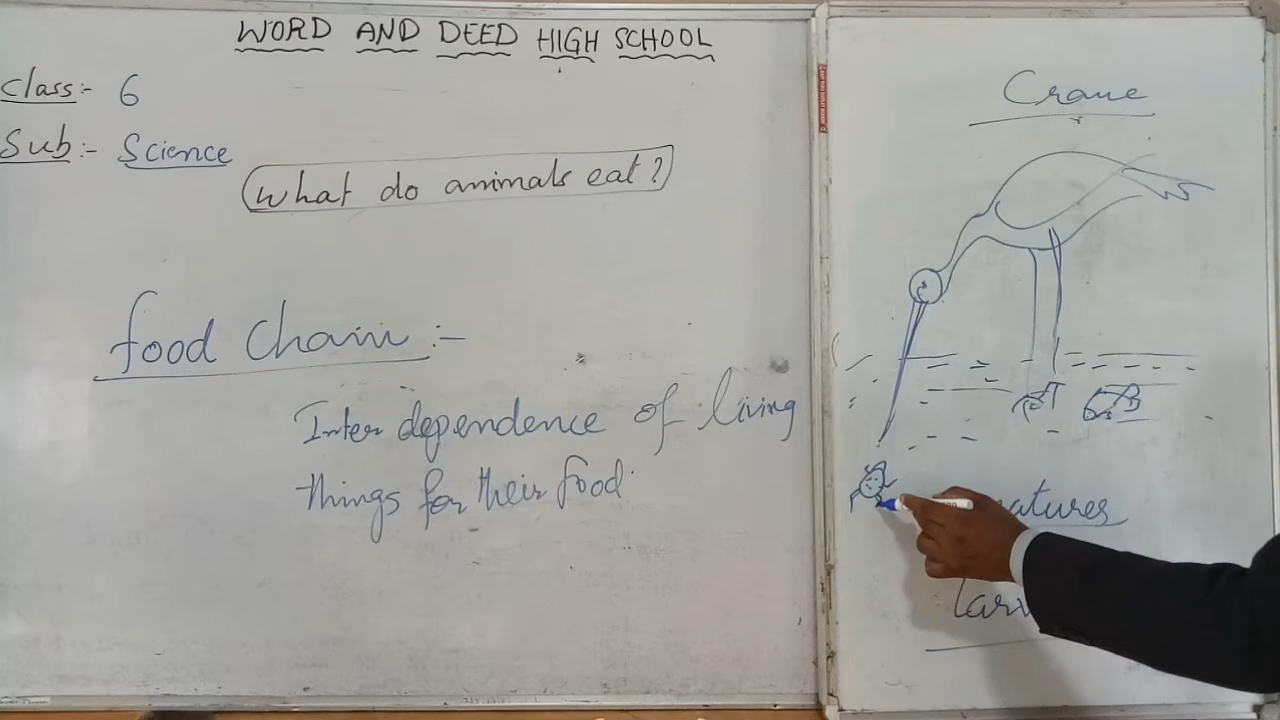 WORD AND DEED HIGH SCHOOL
Class:- 6
Sub:- Science
What do animals eat?
food Chain:-
Inter dependence of living
things for their food.
Crane